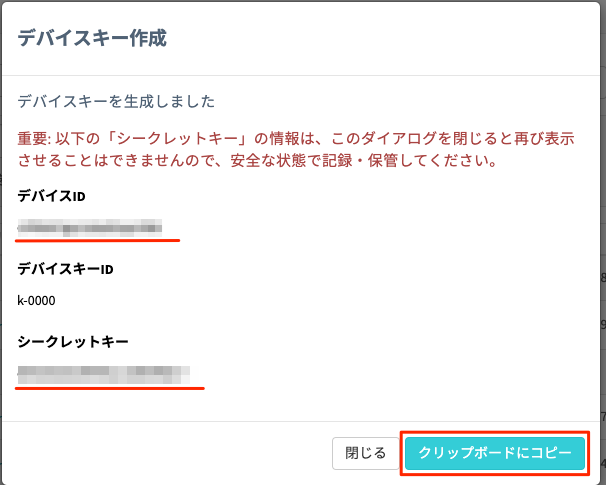 デバイスキー作成
デバイスキーを生成しました
重要: 以下の「シークレットキー」の情報は、このダイアログを閉じると再び表示
させることはできませんので、安全な状態で記録・保管してください。
デバイスID
デバイスキーID
k-0000
シークレットキー
閉じる
クリップボードにコピー